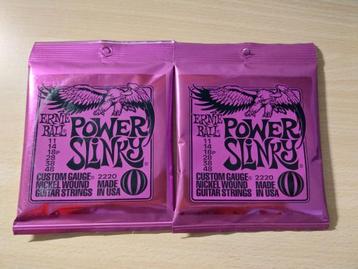 ERNIE BALL
POWER SLINKY
11
14
18P
28
38
48
CUSTOM GAUGE
NICKEL WOUND
GUITAR STRINGS
2220
MADE
IN USA
ERNIE BALL
POWER SLINKY
11
14
18P
28
38
48
CUSTOM GAUGE
NICKEL WOUND
GUITAR STRINGS
2220
MADE
IN USA